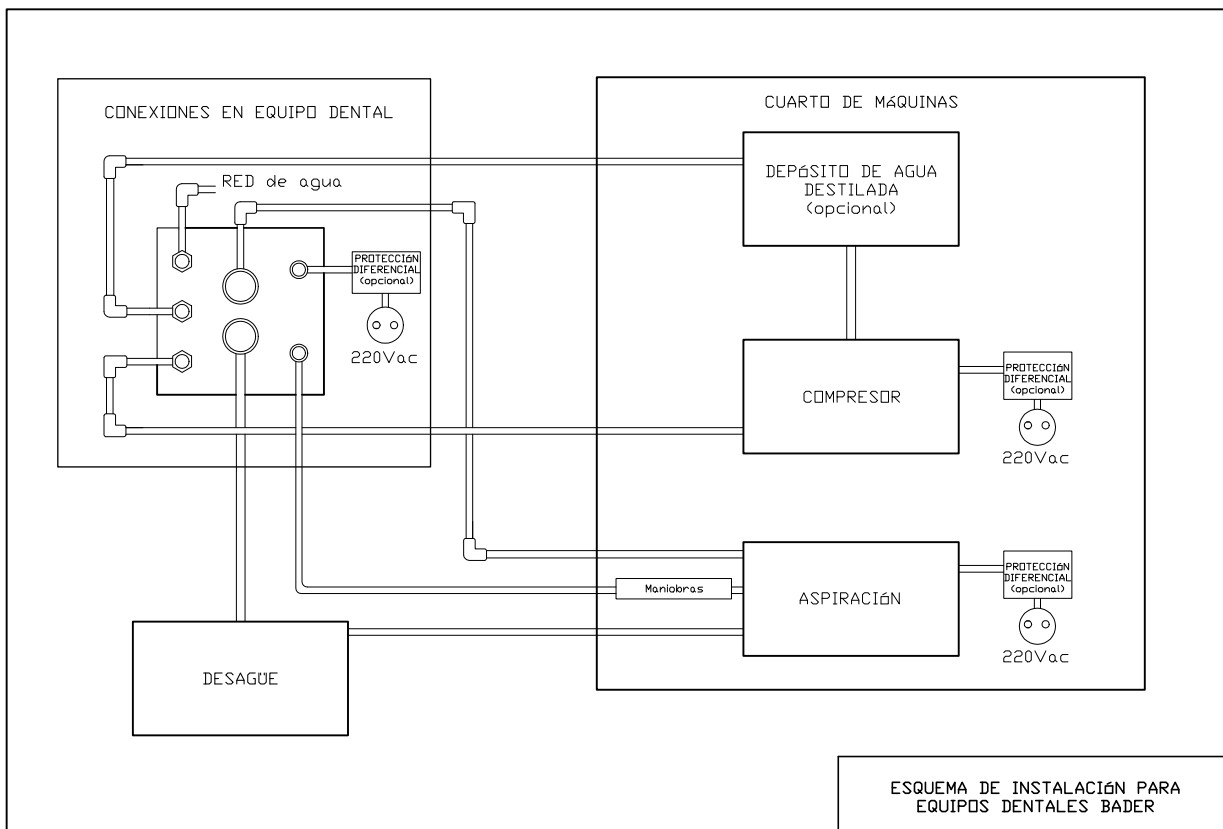 CONEXIONES EN EQUIPO DENTAL
RED de agua
PROTECCIóN
DIFERENCIAL
(opcional)
220Vac
CUARTO DE MáQUINAS
DEPóSITO DE AGUA
DESTILADA
(opcional)
COMPRESOR
PROTECCIóN
DIFERENCIAL
(opcional)
220Vac
Maniobras
ASPIRACIóN
PROTECCIóN
DIFERENCIAL
(opcional)
220Vac
DESAGÜE
ESQUEMA DE INSTALACIóN PARA
EQUIPOS DENTALES BADER